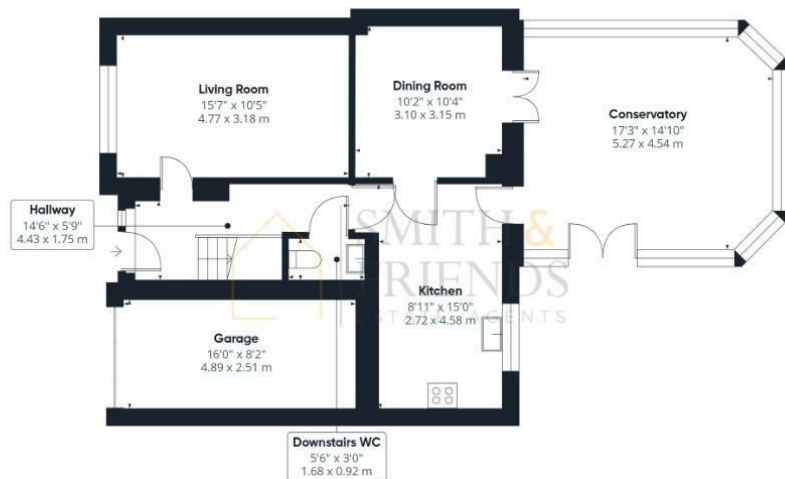 Living Room
15'7" x 10'5"
4.77 x 3.18 m
Dining Room
10'2" x 10'4"
3.10 x 3.15 m
Conservatory
17'3" x 14'10"
5.27 x 4.54 m
Hallway
14'6" x 5'9"
4.43 x 1.75 m
SMITH &
FRIENDS
ESTATE AGENTS
Kitchen
8'11" x 15'0"
2.72 x 4.58 m
Garage
16'0" x 8'2"
4.89 x 2.51 m
Downstairs WC
5'6" x 3'0"
1.68 x 0.92 m